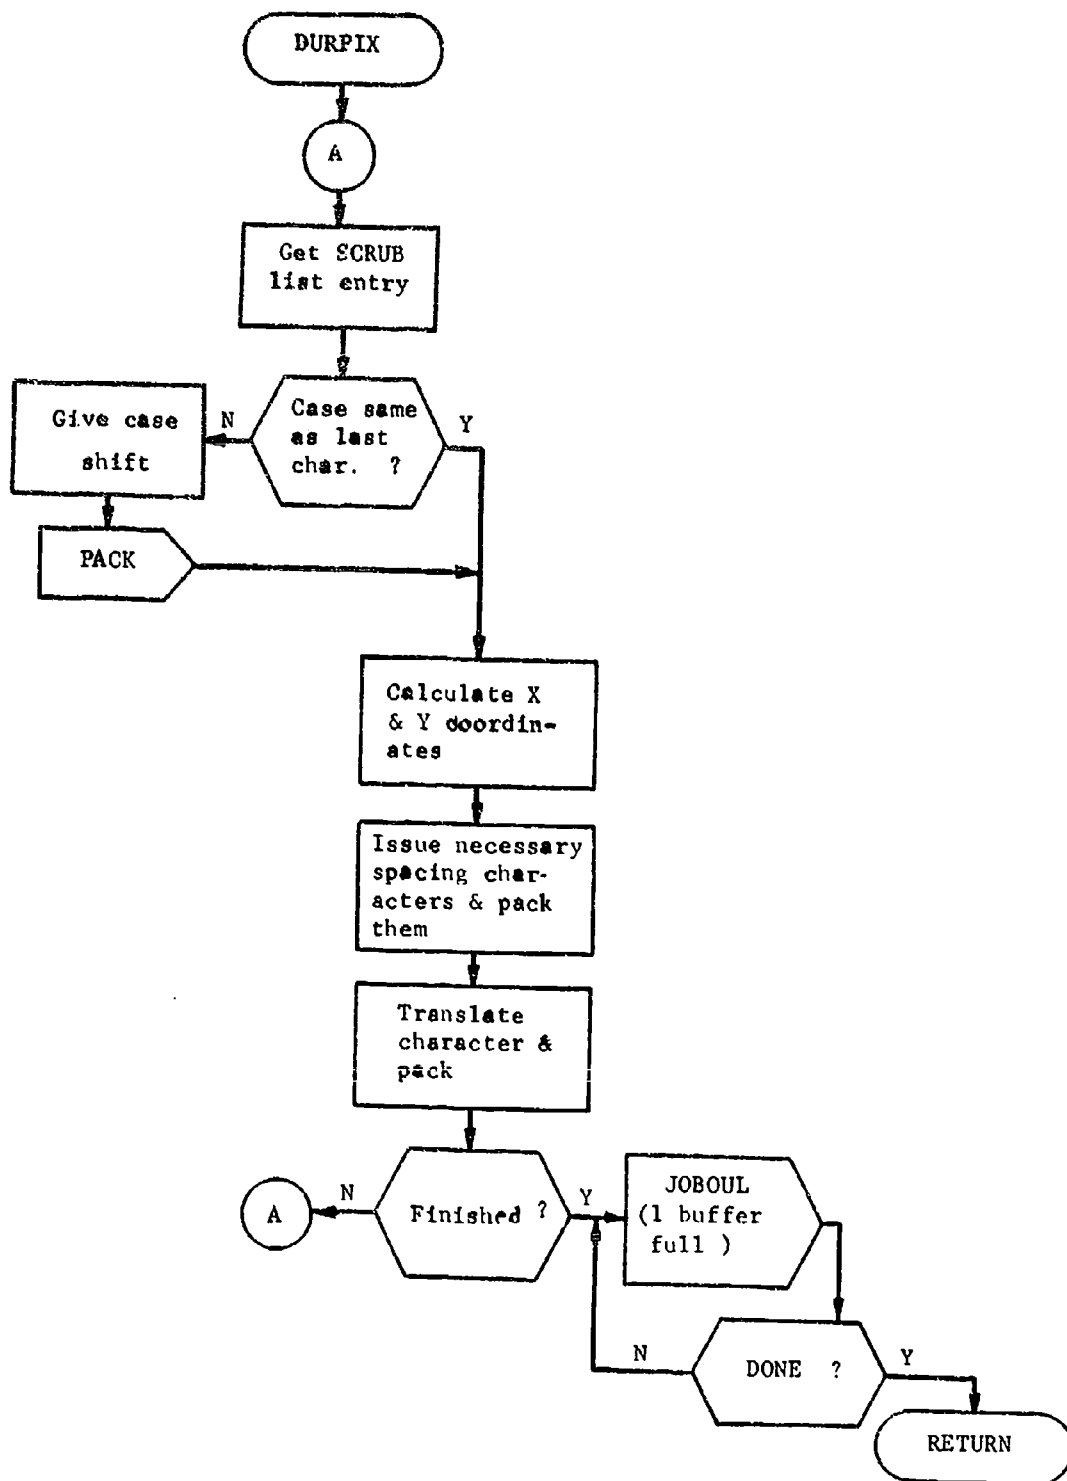 DURPIX
A
Get SCRUB
list entry
Case same
as last
char. ?
N
Y
Give case
shift
PACK
Calculate X
& Y doordin-
ates
Issue necessary
spacing char-
acters & pack
them
Translate
character &
pack
Finished ?
N
Y
A
JOBOUL
(1 buffer
full )
DONE ?
N
Y
RETURN